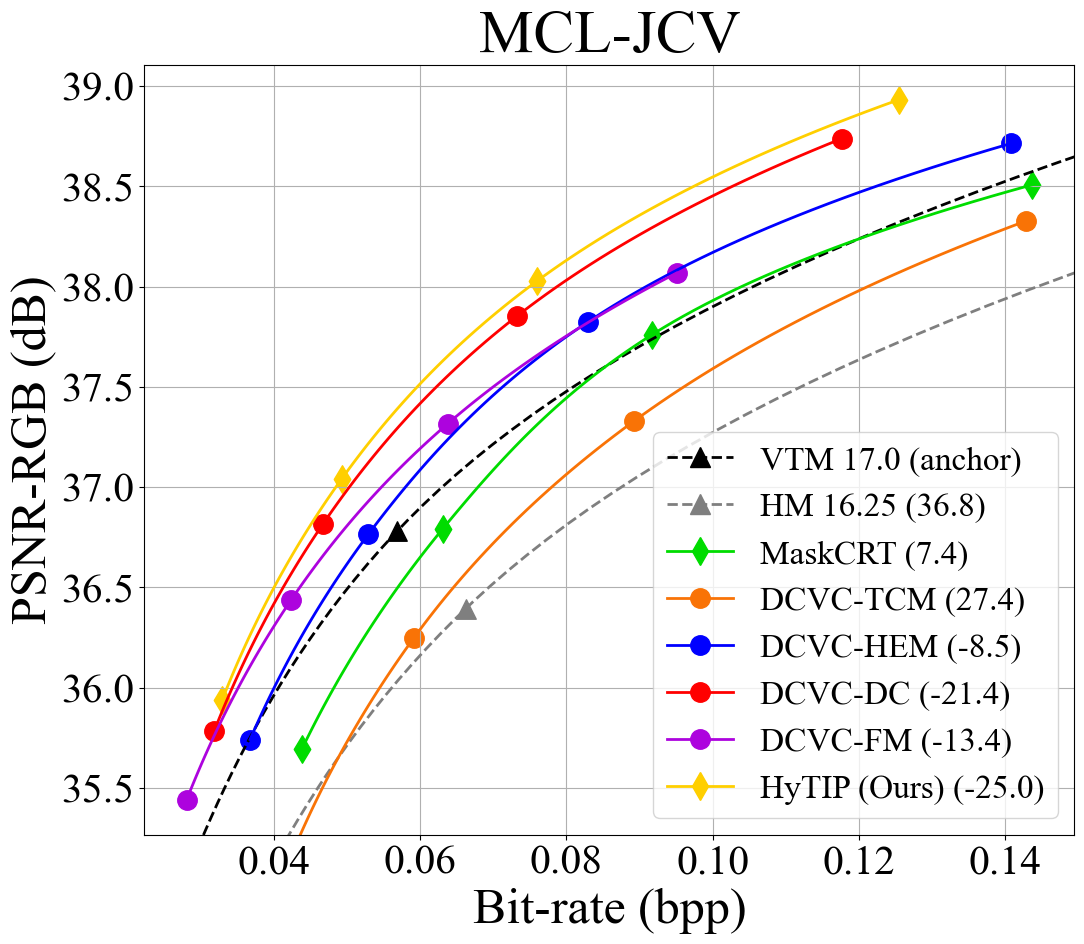 MCL-JCV
PSNR-RGB (dB)
39.0
38.5
38.0
37.5
37.0
36.5
36.0
35.5
VTM 17.0 (anchor)
HM 16.25 (36.8)
MaskCRT (7.4)
DCVC-TCM (27.4)
DCVC-HEM (-8.5)
DCVC-DC (-21.4)
DCVC-FM (-13.4)
HyTIP (Ours) (-25.0)
0.04 0.06 0.08 0.10 0.12 0.14
Bit-rate (bpp)